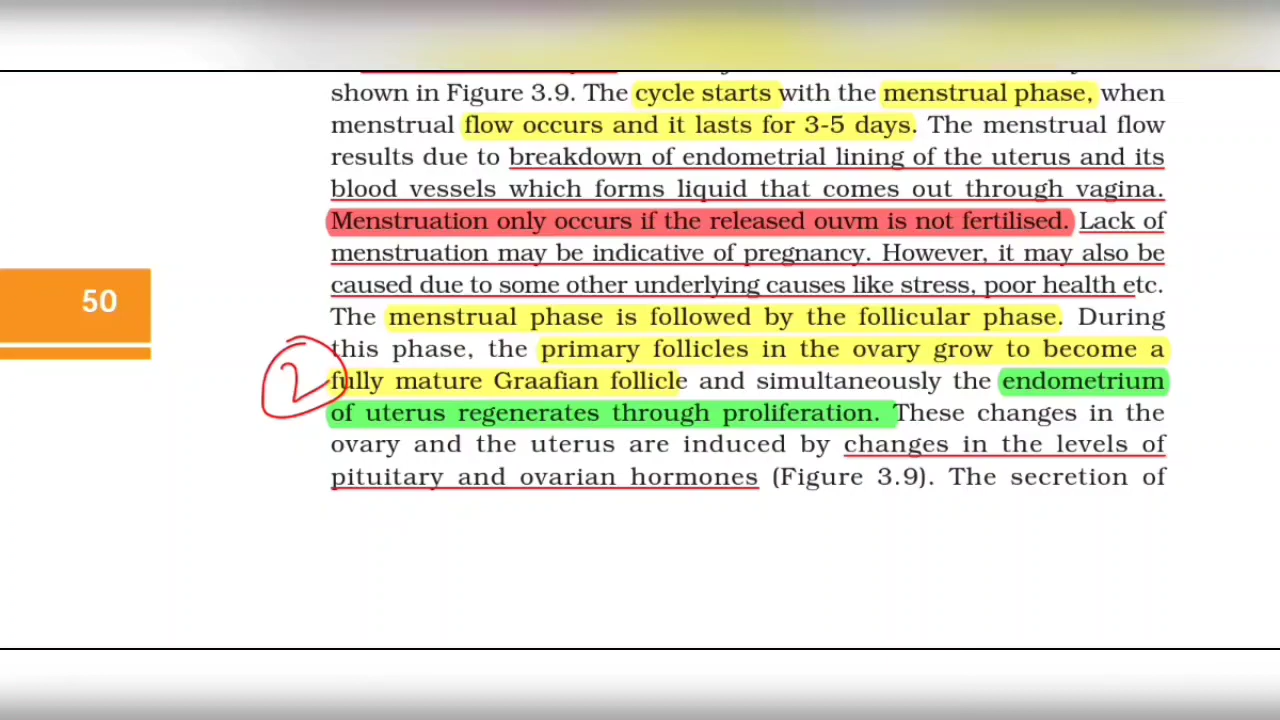 shown in Figure 3.9. The cycle starts with the menstrual phase, when
menstrual flow occurs and it lasts for 3-5 days. The menstrual flow
results due to breakdown of endometrial lining of the uterus and its
blood vessels which forms liquid that comes out through vagina.
Menstruation only occurs if the released ouvm is not fertilised. Lack of
menstruation may be indicative of pregnancy. However, it may also be
caused due to some other underlying causes like stress, poor health etc.
50
The menstrual phase is followed by the follicular phase. During
this phase, the primary follicles in the ovary grow to become a
2
fully mature Graafian follicle and simultaneously the endometrium
of uterus regenerates through proliferation. These changes in the
ovary and the uterus are induced by changes in the levels of
pituitary and ovarian hormones (Figure 3.9). The secretion of